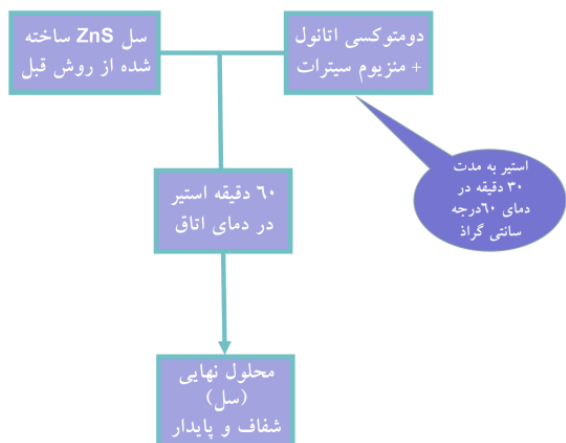 دومتوکسی اتانول
+ منزیوم سیترات
سل ZnS ساخته
شده از روش قبل
استیر به مدت
۳۰ دقیقه در
دمای ۶۰درجه
سانتی گراذ
۶۰ دقیقه استیر
در دمای اتاق
محلول نهایی
(سل)
شفاف و پایدار